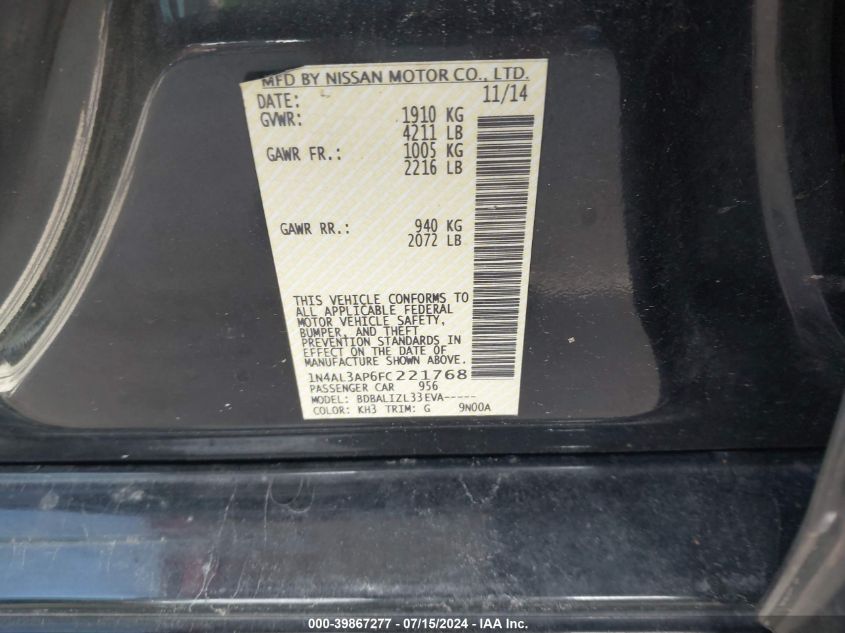 MFD BY NISSAN MOTOR CO., LTD.
DATE: 11/14
GVWR: 1910 KG
4211 LB
GAWR FR.: 1005 KG
2216 LB
GAWR RR.: 940 KG
2072 LB
THIS VEHICLE CONFORMS TO
ALL APPLICABLE FEDERAL
MOTOR VEHICLE SAFETY,
BUMPER, AND THEFT
PREVENTION STANDARDS IN
EFFECT ON THE DATE OF
MANUFACTURE SHOWN ABOVE.
1N4AL3AP6FC221768
PASSENGER CAR 956
MODEL: BDBALIZL33EVA-----
COLOR: KH3 TRIM: G 9N00A
000-39867277 - 07/15/2024 - IAA Inc.